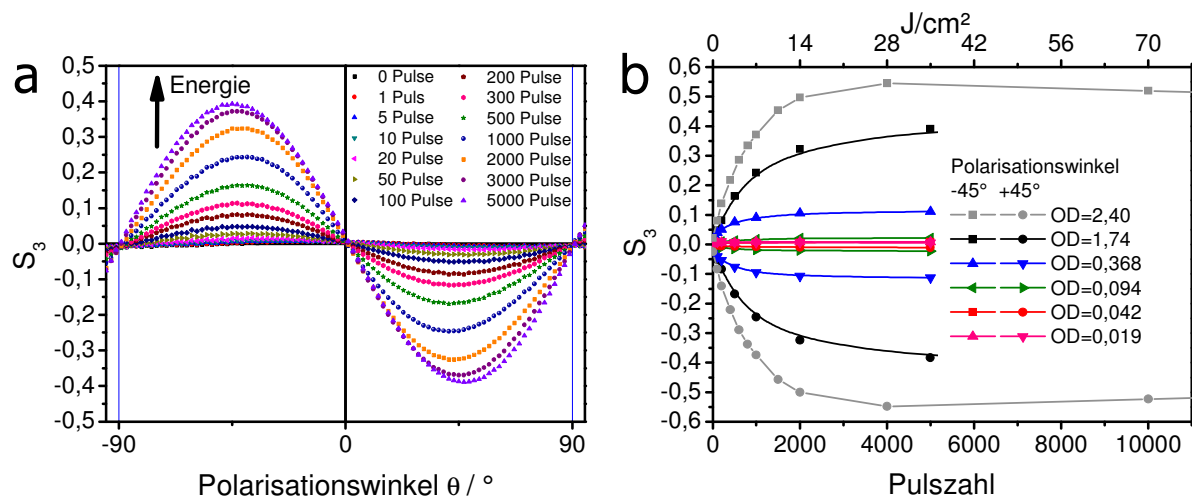 a
0,5
0,4
0,3
0,2
0,1
0,0
-0,1
-0,2
-0,3
-0,4
-0,5
S3
Energie
0 Pulse
1 Puls
5 Pulse
10 Pulse
20 Pulse
50 Pulse
100 Pulse
200 Pulse
300 Pulse
500 Pulse
1000 Pulse
2000 Pulse
3000 Pulse
5000 Pulse
-90 0 90
Polarisationswinkel θ / °
b
J/cm²
0 14 28 42 56 70
0,6
0,5
0,4
0,3
0,2
0,1
0,0
-0,1
-0,2
-0,3
-0,4
-0,5
-0,6
S3
Polarisationswinkel
-45° +45°
OD=2,40
OD=1,74
OD=0,368
OD=0,094
OD=0,042
OD=0,019
0 2000 4000 6000 8000 10000
Pulszahl